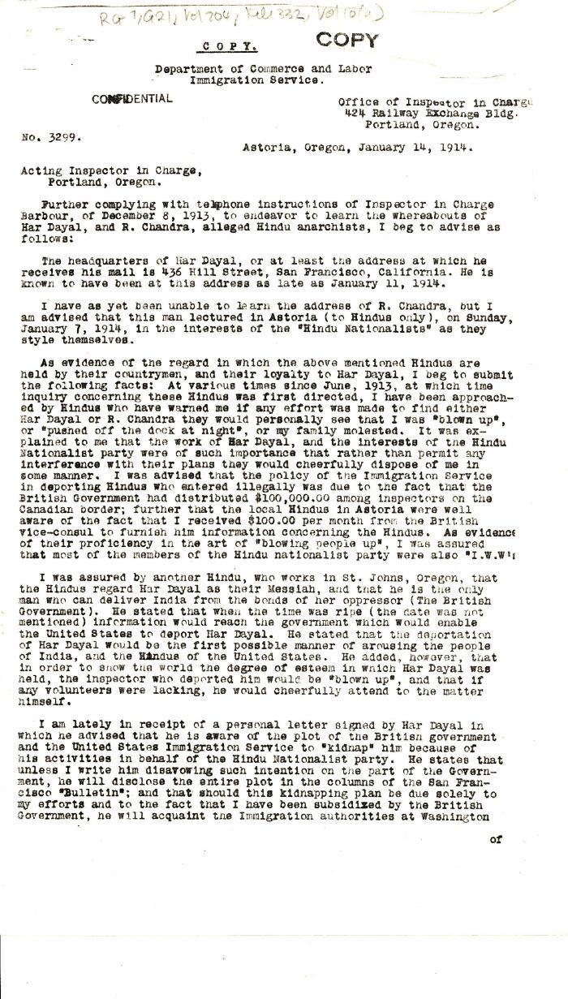 RG 7, G21, Vol 204, File 332, Vol 10(a)
COPY.
COPY
Department of Commerce and Labor
Immigration Service.
CONFIDENTIAL
Office of Inspector in Charge
424 Railway Exchange Bldg.
Portland, Oregon.
No. 3299.
Astoria, Oregon, January 14, 1914.
Acting Inspector in Charge,
Portland, Oregon.
Further complying with telephone instructions of Inspector in Charge
Barbour, of December 8, 1913, to endeavor to learn the whereabouts of
Har Dayal, and R. Chandra, alleged Hindu anarchists, I beg to advise as
follows:
The headquarters of Har Dayal, or at least the address at which he
receives his mail is 436 Hill Street, San Francisco, California. He is
known to have been at this address as late as January 11, 1914.
I have as yet been unable to learn the address of R. Chandra, but I
am advised that this man lectured in Astoria (to Hindus only), on Sunday,
January 7, 1914, in the interests of the "Hindu Nationalists" as they
style themselves.
As evidence of the regard in which the above mentioned Hindus are
held by their countrymen, and their loyalty to Har Dayal, I beg to submit
the following facts: At various times since June, 1913, at which time
inquiry concerning these Hindus was first directed, I have been approach-
ed by Hindus who have warned me if any effort was made to find either
Har Dayal or R. Chandra they would personally see that I was "blown up",
or "pushed off the dock at night", or my family molested. It was ex-
plained to me that the work of Har Dayal, and the interests of the Hindu
Nationalist party were of such importance that rather than permit any
interference with their plans they would cheerfully dispose of me in
some manner. I was advised that the policy of the Immigration Service
in deporting Hindus who entered illegally was due to the fact that the
British Government had distributed $100,000.00 among inspectors on the
Canadian border; further that the local Hindus in Astoria were well
aware of the fact that I received $100.00 per month from the British
vice-consul to furnish him information concerning the Hindus. As evidence
of their proficiency in the art of "blowing people up", I was assured
that most of the members of the Hindu nationalist party were also "I.W.W's
I was assured by another Hindu, who works in St. Johns, Oregon, that
the Hindus regard Har Dayal as their Messiah, and that he is the only
man who can deliver India from the bonds of her oppressor (The British
Government). He stated that when the time was ripe (the date was not
mentioned) information would reach the government which would enable
the United States to deport Har Dayal. He stated that the deportation
of Har Dayal would be the first possible manner of arousing the people
of India, and the Hindus of the United States. He added, however, that
in order to show the world the degree of esteem in which Har Dayal was
held, the inspector who deported him would be "blown up", and that if
any volunteers were lacking, he would cheerfully attend to the matter
himself.
I am lately in receipt of a personal letter signed by Har Dayal in
which he advised that he is aware of the plot of the British government
and the United States Immigration Service to "kidnap" him because of
his activities in behalf of the Hindu Nationalist party. He states that
unless I write him disavowing such intention on the part of the Govern-
ment, he will disclose the entire plot in the columns of the San Fran-
cisco "Bulletin"; and that should this kidnapping plan be due solely to
my efforts and to the fact that I have been subsidized by the British
Government, he will acquaint the Immigration authorities at Washington
of